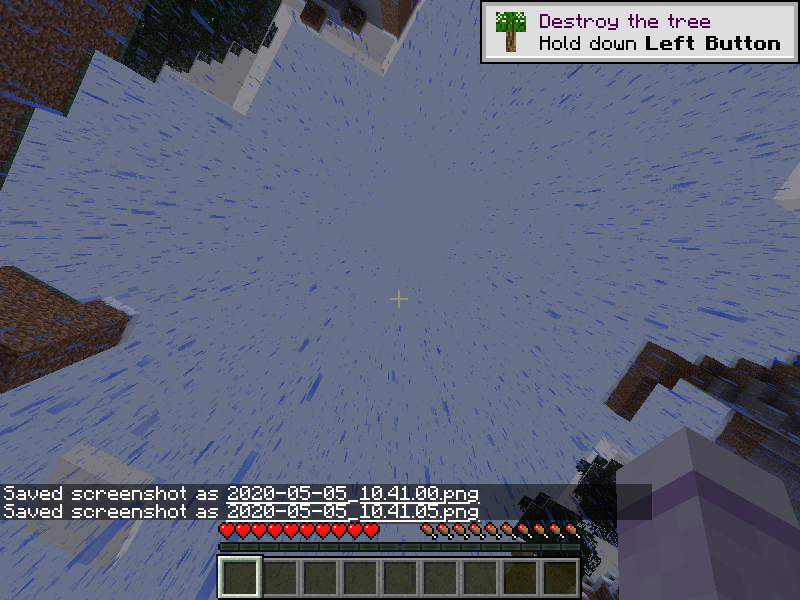 Destroy the tree
Hold down Left Button
Saved screenshot as 2020-05-05_10.41.00.png
Saved screenshot as 2020-05-05_10.41.05.png